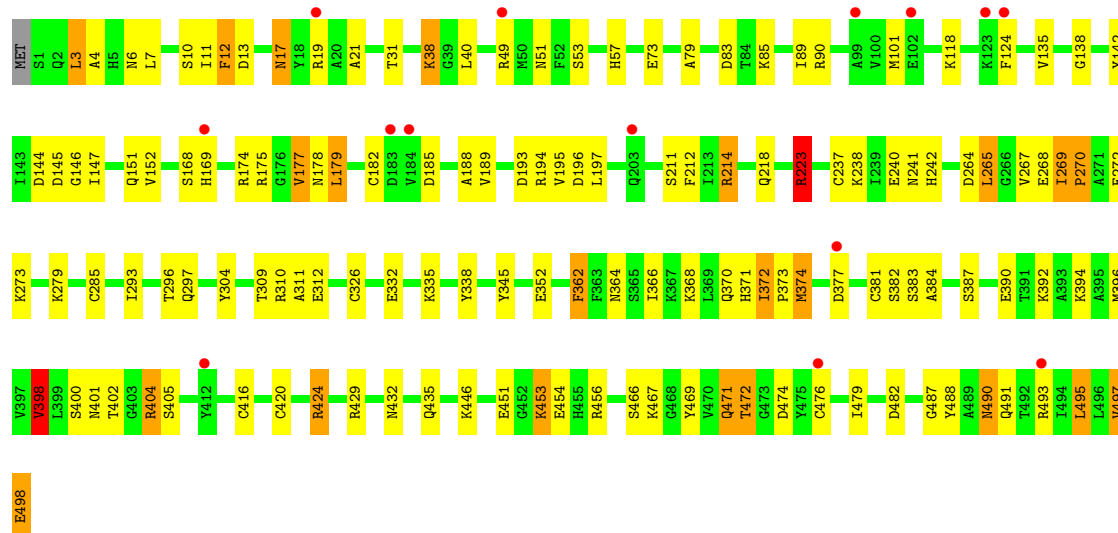 MET S1 Q2 L3 A4 H5 N6 L7 S10 I11 F12 D13 N17 Y18 R19 A20 A21 T31 K38 G39 L40 R49 M50 N51 F52 S53 H57 E73 A79 D83 T84 K85 I89 R90 A99 V100 M101 E102 K118 K123 F124 V135 G138 Y142
I143 D144 D145 G146 I147 Q151 V152 S168 H169 R174 R175 G176 V177 N178 L179 C182 D183 V184 D185 A188 V189 D193 R194 V195 D196 L197 Q203 S211 F212 I213 R214 Q218 R223 C237 K238 I239 E240 N241 H242 D264 L265 G266 V267 E268 I269 P270 A271 E272
K273 K279 C285 I293 T296 Q297 Y304 T309 R310 A311 E312 C326 E332 K335 Y338 Y345 E352 F362 F363 N364 S365 I366 K367 K368 L369 Q370 H371 I372 P373 M374 D377 C381 S382 S383 A384 S387 E390 T391 K392 A393 K394 A395 M396
V397 V398 L399 S400 N401 T402 G403 R404 S405 Y412 C416 C420 R424 R429 N432 Q435 K446 E451 G452 K453 E454 H455 R456 S466 K467 G468 Y469 V470 Q471 T472 G473 D474 Y475 C476 I479 D482 G487 Y488 A489 N490 Q491 T492 R493 I494 L495 L496
E498